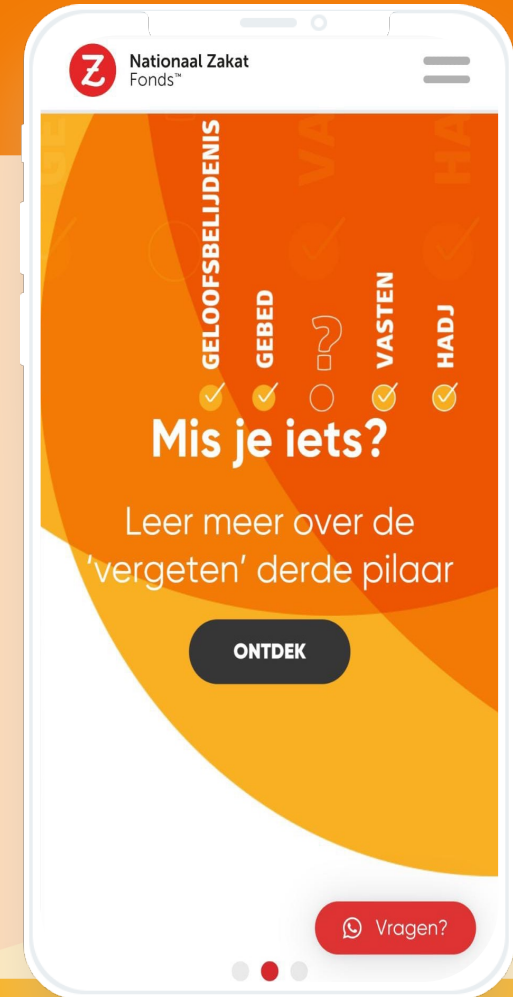 Z
Nationaal Zakat
Fonds™
GELOOFSBELIJDENIS
GEBED
?
VASTEN
HADJ
Mis je iets?
Leer meer over de
'vergeten' derde pilaar
ONTDEK
Vragen?